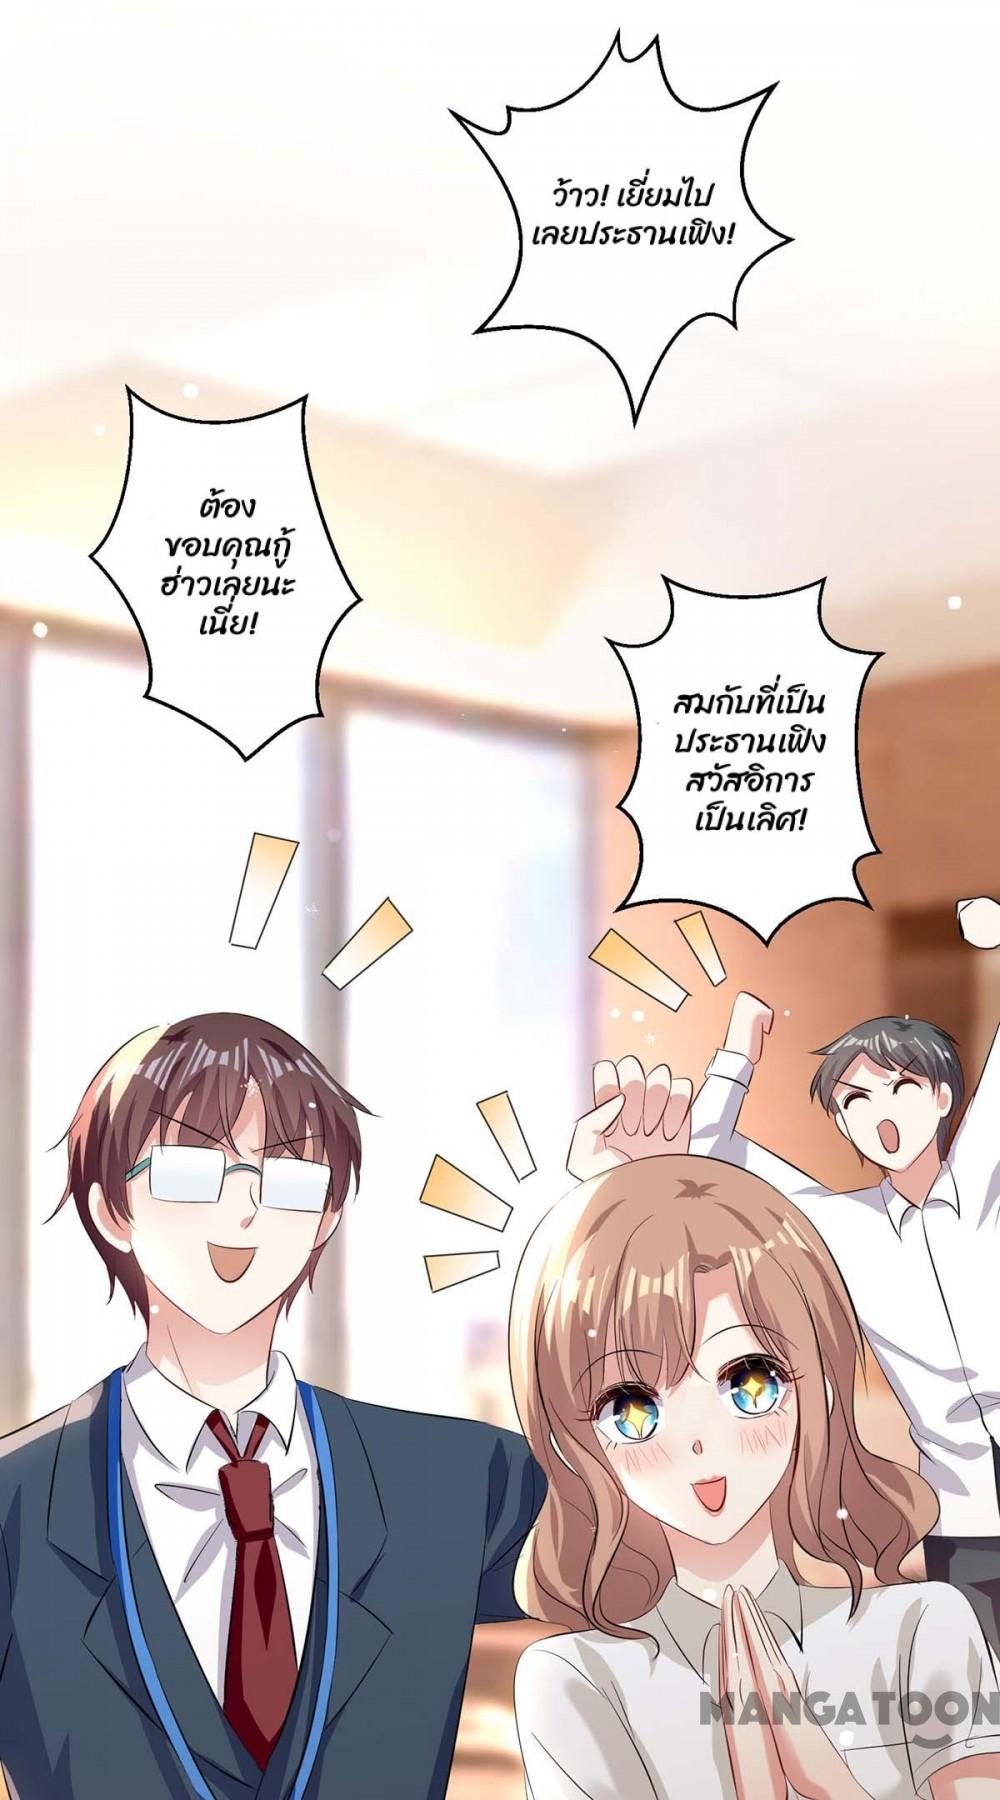 ว้าว! เยี่ยมไป
เลยประธานเฟิง!
ต้อง
ขอบคุณกู้
ฮ่าวเลยนะ
เนี่ย!
สมกับที่เป็น
ประธานเฟิง
สวัสอิการ
เป็นเลิศ!
MANGATOON